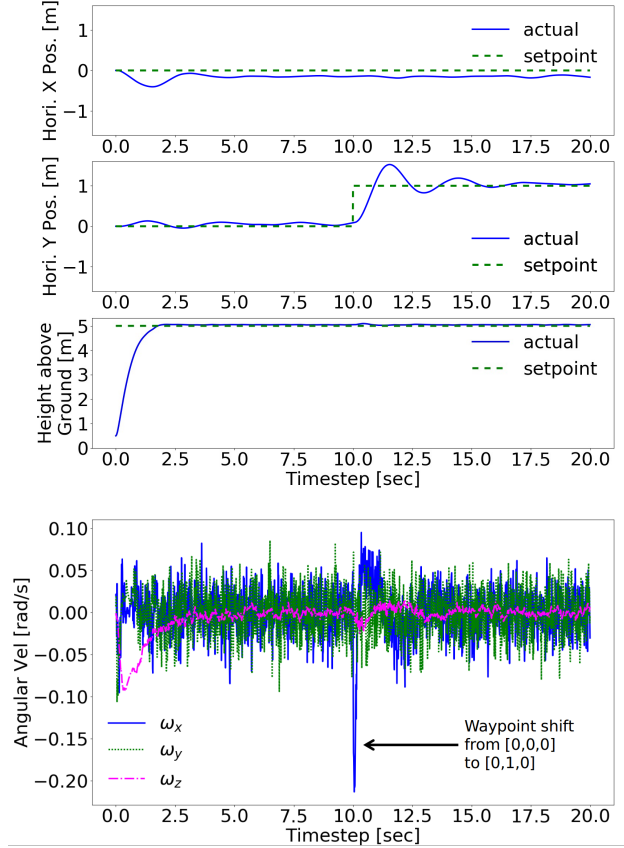 Hori. X Pos. [m]
1
0
−1
actual
setpoint
0.0 2.5 5.0 7.5 10.0 12.5 15.0 17.5 20.0
Hori. Y Pos. [m]
1
0
−1
actual
setpoint
0.0 2.5 5.0 7.5 10.0 12.5 15.0 17.5 20.0
Height above
Ground [m]
5
4
3
2
1
0
actual
setpoint
0.0 2.5 5.0 7.5 10.0 12.5 15.0 17.5 20.0
Timestep [sec]
Angular Vel [rad/s]
0.10
0.05
0.00
−0.05
−0.10
−0.15
−0.20
ωx
ωy
ωz
Waypoint shift
from [0,0,0]
to [0,1,0]
0.0 2.5 5.0 7.5 10.0 12.5 15.0 17.5 20.0
Timestep [sec]